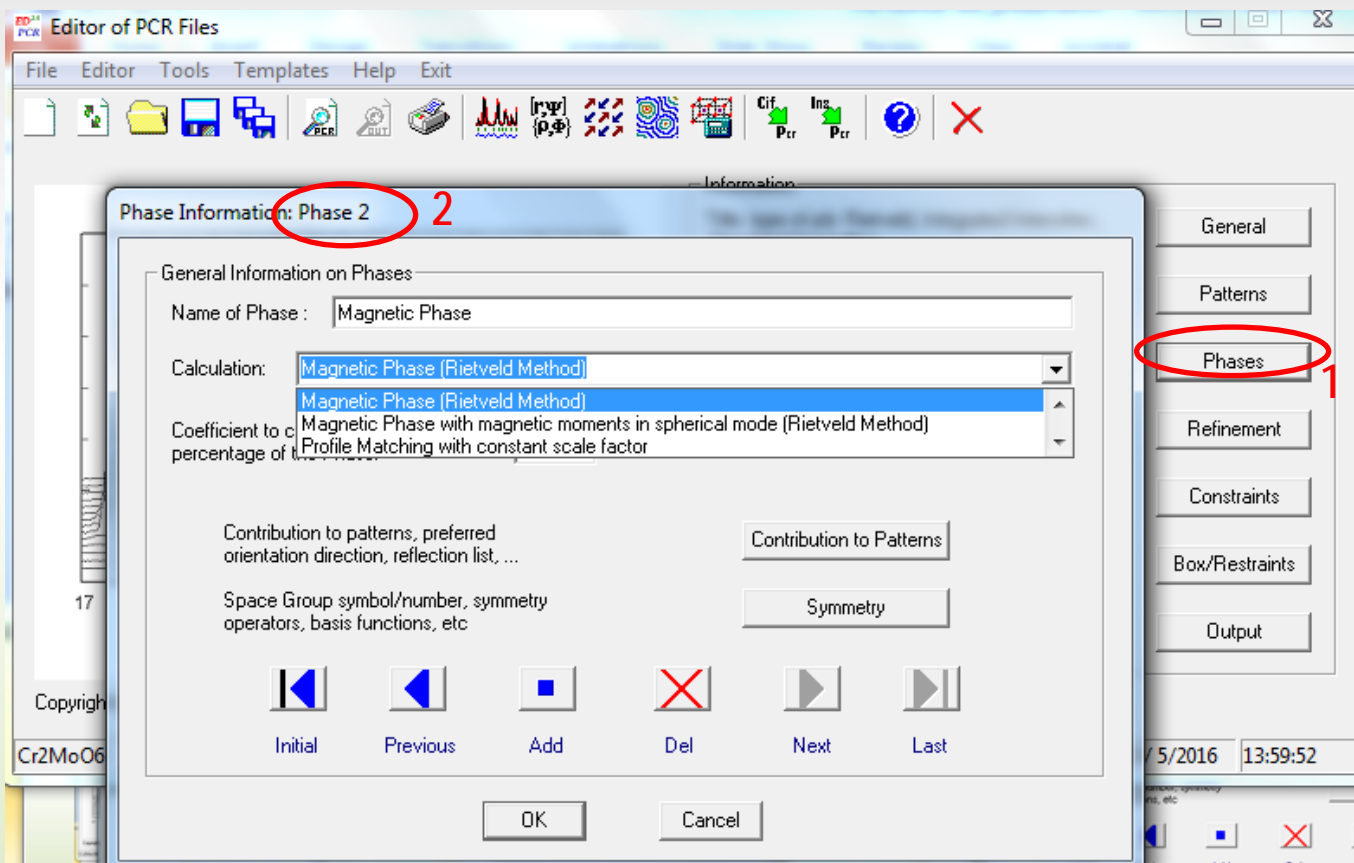 Editor of PCR Files
File Editor Tools Templates Help Exit
Information
Phase Information: Phase 2
2
General Information on Phases
Name of Phase : Magnetic Phase
Calculation: Magnetic Phase (Rietveld Method)
Magnetic Phase (Rietveld Method)
Magnetic Phase with magnetic moments in spherical mode (Rietveld Method)
Profile Matching with constant scale factor
Coefficient to c
percentage of t
Contribution to patterns, preferred
orientation direction, reflection list, ...
Contribution to Patterns
Space Group symbol/number, symmetry
operators, basis functions, etc
Symmetry
Initial Previous Add Del Next Last
OK Cancel
General
Patterns
Phases
1
Refinement
Constraints
Box/Restraints
Output
17
Copyrigh
Cr2MoO6
/ 5/2016 13:59:52